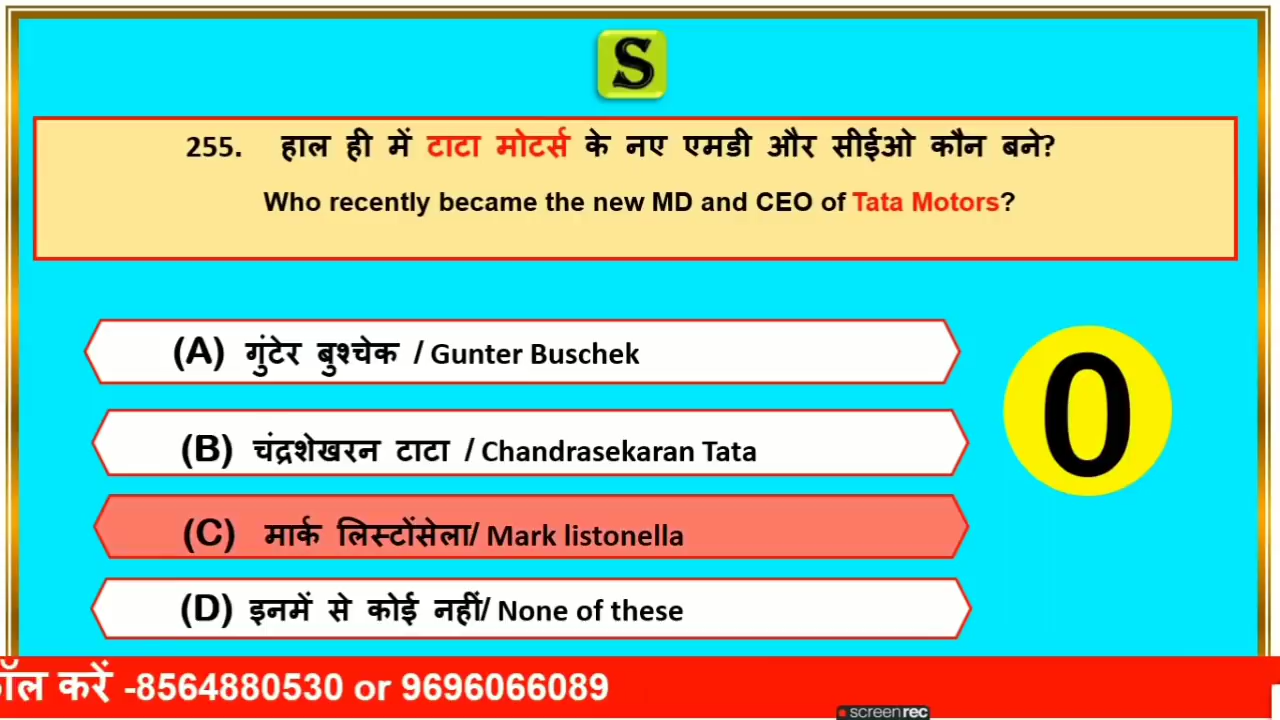 S
255. हाल ही में टाटा मोटर्स के नए एमडी और सीईओ कौन बने?
Who recently became the new MD and CEO of Tata Motors?
(A) गुंटेर बुश्चेक / Gunter Buschek
0
(B) चंद्रशेखरन टाटा / Chandrasekaran Tata
(C) मार्क लिस्टोंसेला/ Mark listonella
(D) इनमें से कोई नहीं/ None of these
ॉल करें -8564880530 or 9696066089
screenrec